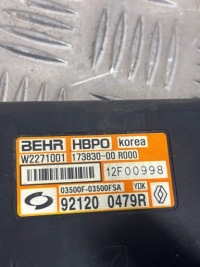 BEHR HBPO korea
W2271001 173830-00 R000
12F00998
03500F-03500FSA YDK
92120 0479R